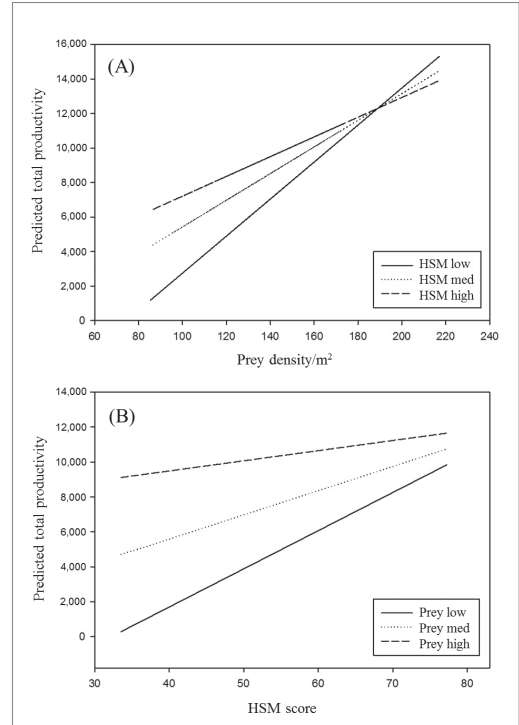 (A)
Predicted total productivity
16,000
14,000
12,000
10,000
8,000
6,000
4,000
2,000
0
HSM low
HSM med
HSM high
60 80 100 120 140 160 180 200 220 240
Prey density/m²
(B)
Predicted total productivity
14,000
12,000
10,000
8,000
6,000
4,000
2,000
0
Prey low
Prey med
Prey high
30 40 50 60 70 80
HSM score